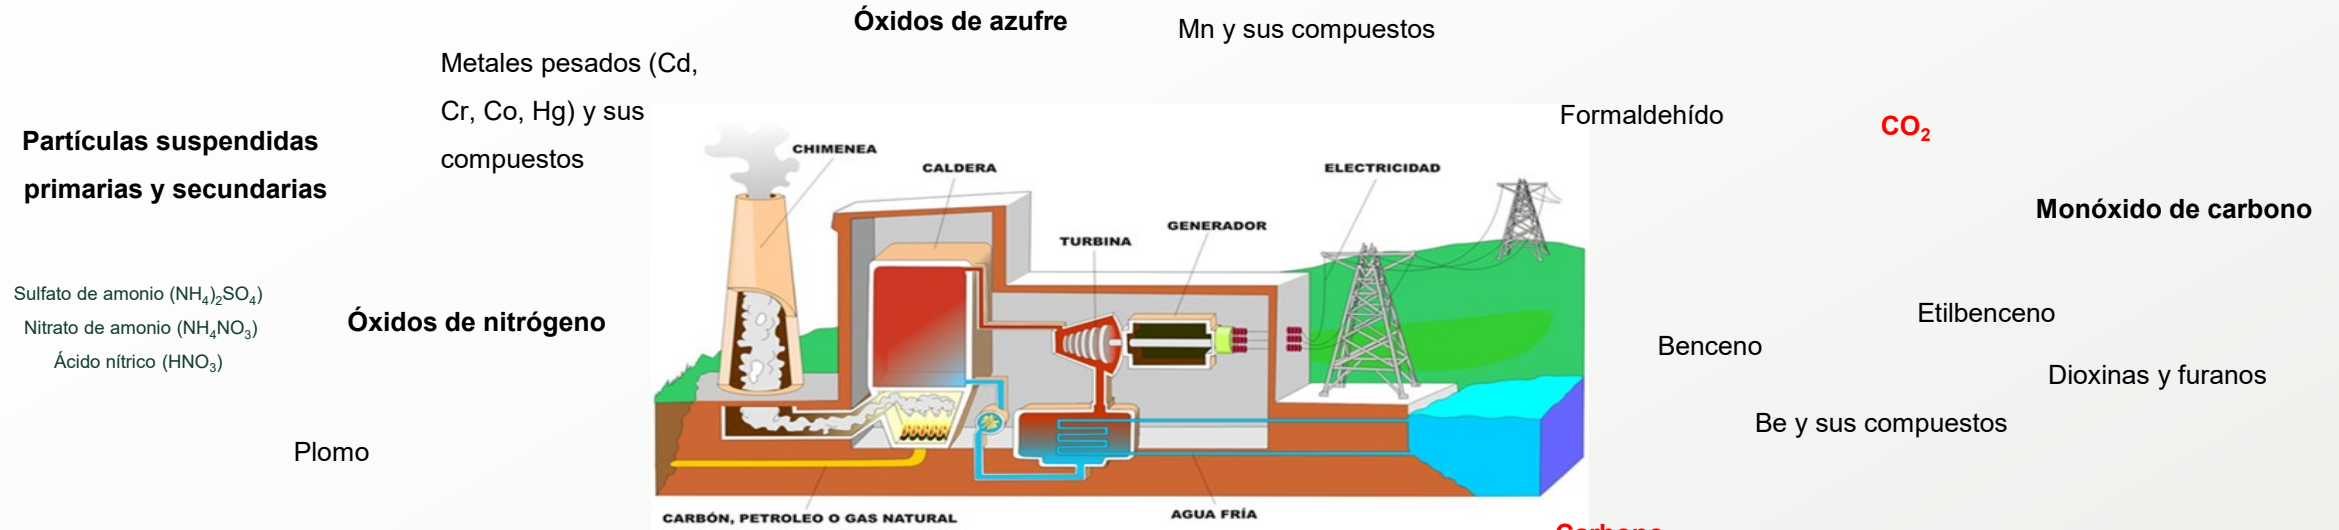 Óxidos de azufre
Mn y sus compuestos
Metales pesados (Cd,
Cr, Co, Hg) y sus
compuestos
Partículas suspendidas
primarias y secundarias
Formaldehído
CO₂
Monóxido de carbono
CHIMENEA
CALDERA
ELECTRICIDAD
TURBINA
GENERADOR
Sulfato de amonio (NH₄)₂SO₄)
Nitrato de amonio (NH₄NO₃)
Ácido nítrico (HNO₃)
Óxidos de nitrógeno
Etilbenceno
Benceno
Dioxinas y furanos
Be y sus compuestos
Plomo
CARBÓN, PETROLEO O GAS NATURAL
AGUA FRÍA